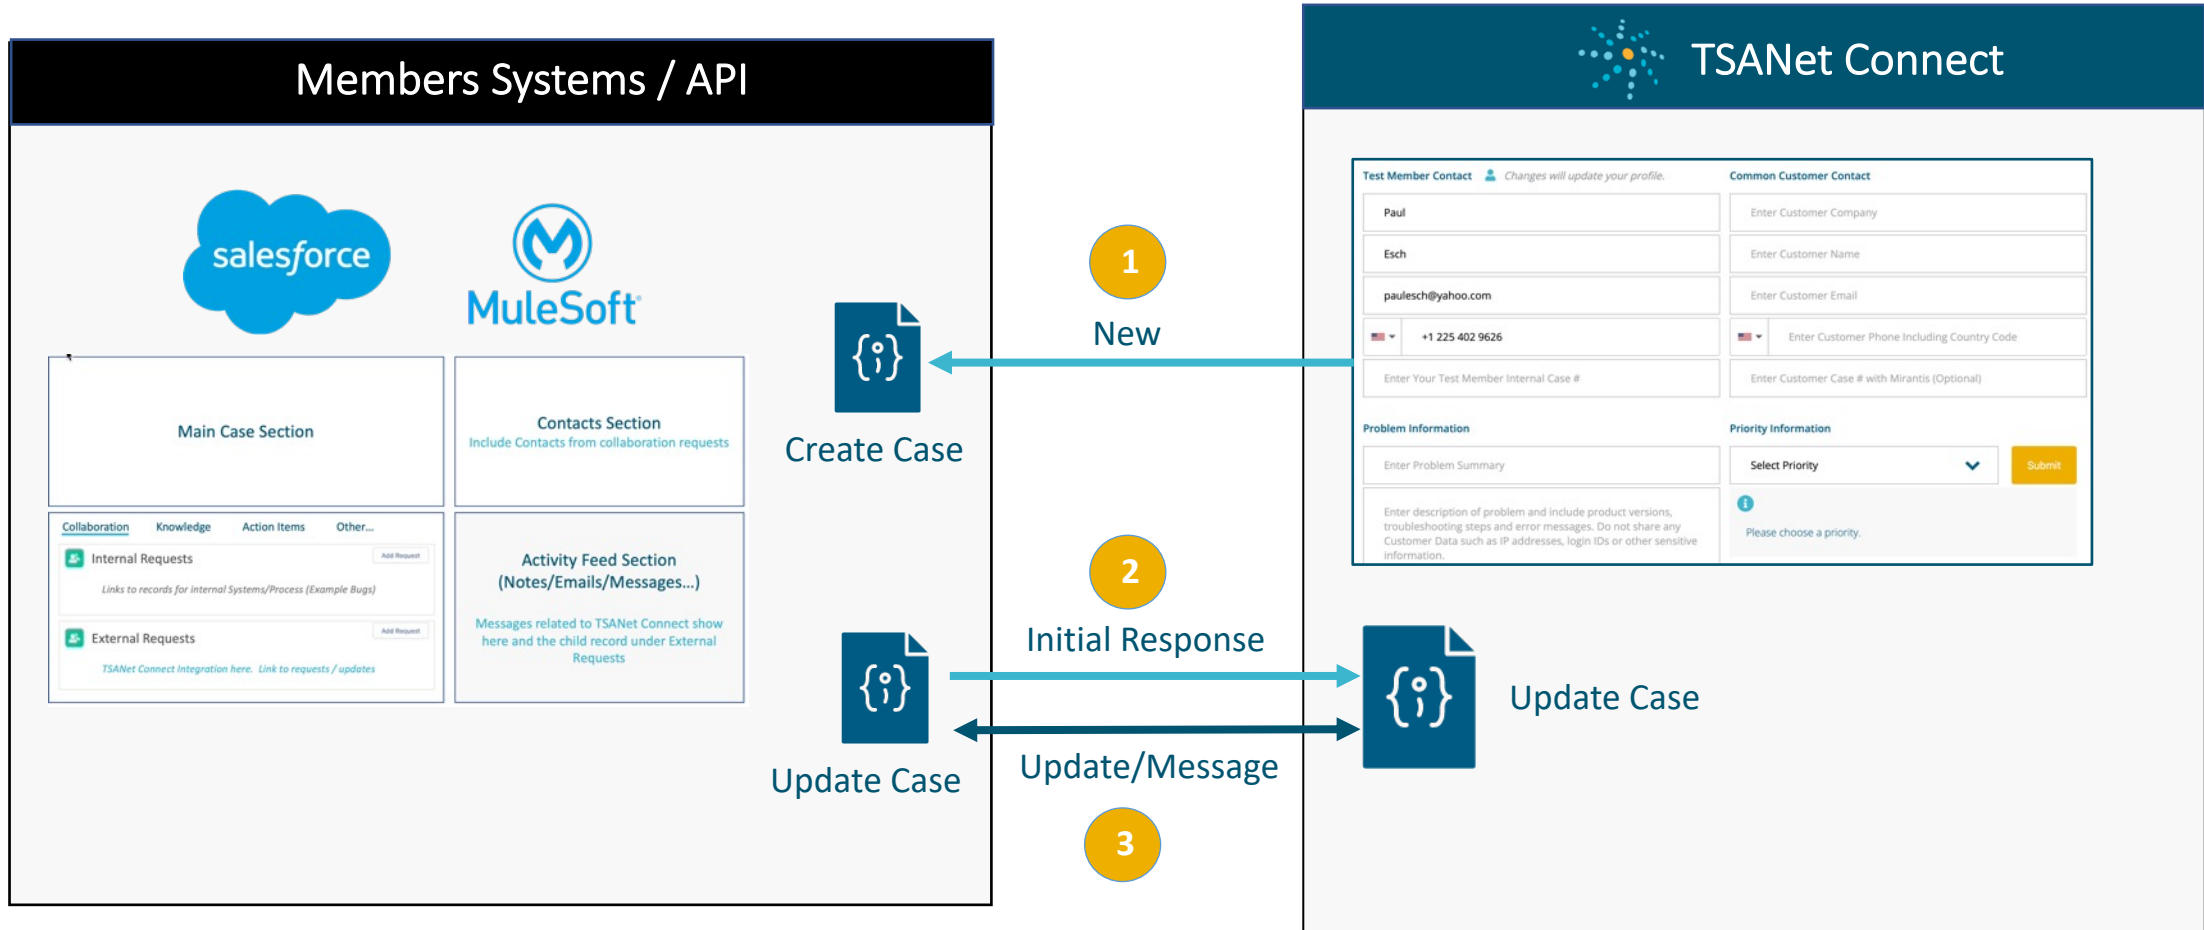 Members Systems / API
TSANet Connect
salesforce
MuleSoft
Main Case Section
Contacts Section
Include Contacts from collaboration requests
Collaboration Knowledge Action Items Other...
Internal Requests
Add Request
Links to records for internal Systems/Process (Example Bugs)
External Requests
Add Request
TSANet Connect Integration here. Link to requests / updates
Activity Feed Section
(Notes/Emails/Messages...)
Messages related to TSANet Connect show
here and the child record under External
Requests
{;}
Create Case
{;}
Update Case
1
New
2
Initial Response
Update/Message
3
Test Member Contact Changes will update your profile.
Paul
Esch
paulesch@yahoo.com
+1 225 402 9626
Enter Your Test Member Internal Case #
Common Customer Contact
Enter Customer Company
Enter Customer Name
Enter Customer Email
Enter Customer Phone Including Country Code
Enter Customer Case # with Mirantis (Optional)
Problem Information
Enter Problem Summary
Enter description of problem and include product versions,
troubleshooting steps and error messages. Do not share any
Customer Data such as IP addresses, login IDs or other sensitive
information.
Priority Information
Select Priority
Submit
Please choose a priority.
{;}
Update Case